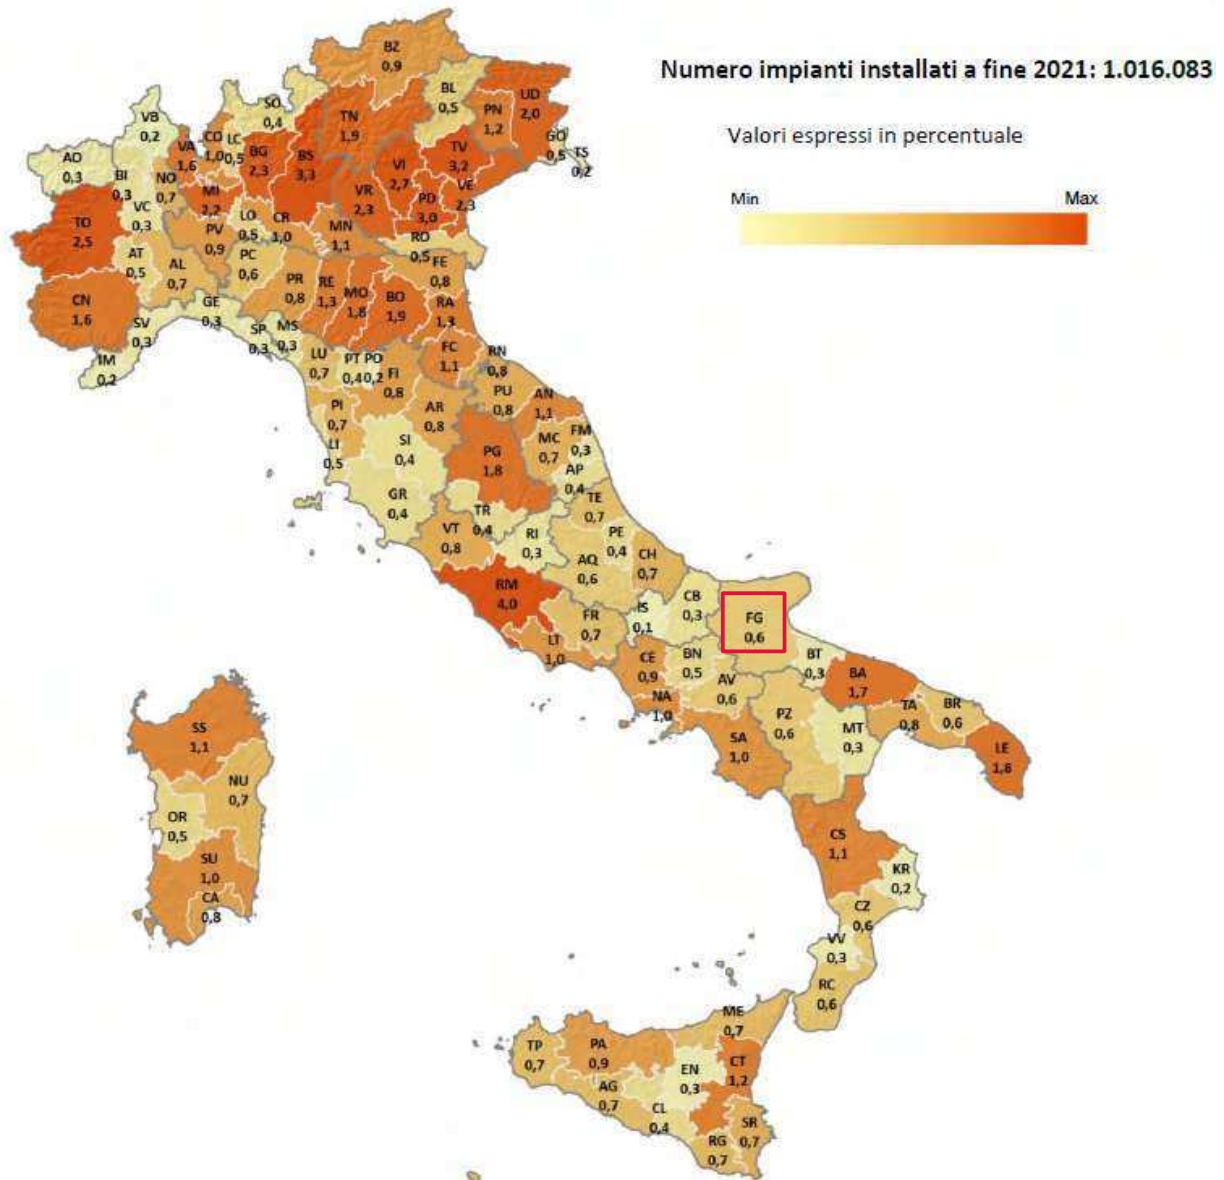 Numero impianti installati a fine 2021: 1.016.083
Valori espressi in percentuale
Min Max
BZ
0,9
BL
0,5
UD
2,0
PN
1,2
GO
0,5
TS
0,2
SO
0,4
TN
1,9
VB
0,2
VA
1,6
CO
1,0
LC
0,5
BG
2,3
BS
3,3
VI
2,7
TV
3,2
VE
2,3
PD
3,0
VR
2,3
AO
0,3
BI
0,3
NO
0,7
MI
2,2
TO
2,5
VC
0,3
PV
0,9
LO
0,5
CR
1,0
MN
1,1
RO
0,5
AT
0,5
AL
0,7
PC
0,6
PR
0,8
RE
1,3
MO
1,8
BO
1,9
FE
0,8
RA
1,3
CN
1,6
SV
0,3
GE
0,3
SP
0,3
MS
0,3
IM
0,2
LU
0,7
PT
0,4
PO
0,2
FI
0,8
FC
1,1
RN
0,8
PU
0,8
AN
1,1
PI
0,7
LI
0,5
SI
0,4
AR
0,8
PG
1,8
MC
0,7
FM
0,3
AP
0,4
GR
0,4
TR
0,4
TE
0,7
VT
0,8
RI
0,3
PE
0,4
AQ
0,6
CH
0,7
RM
4,0
FR
0,7
LT
1,0
IS
0,1
CB
0,3
FG
0,6
CE
0,9
BN
0,5
AV
0,6
NA
1,0
SA
1,0
BT
0,3
BA
1,7
PZ
0,6
MT
0,3
TA
0,8
BR
0,6
LE
1,6
CS
1,1
KR
0,2
CZ
0,6
VV
0,3
RC
0,6
SS
1,1
NU
0,7
OR
0,5
SU
1,0
CA
0,8
ME
0,7
TP
0,7
PA
0,9
EN
0,3
CT
1,2
AG
0,7
CL
0,4
RG
0,7
SR
0,7